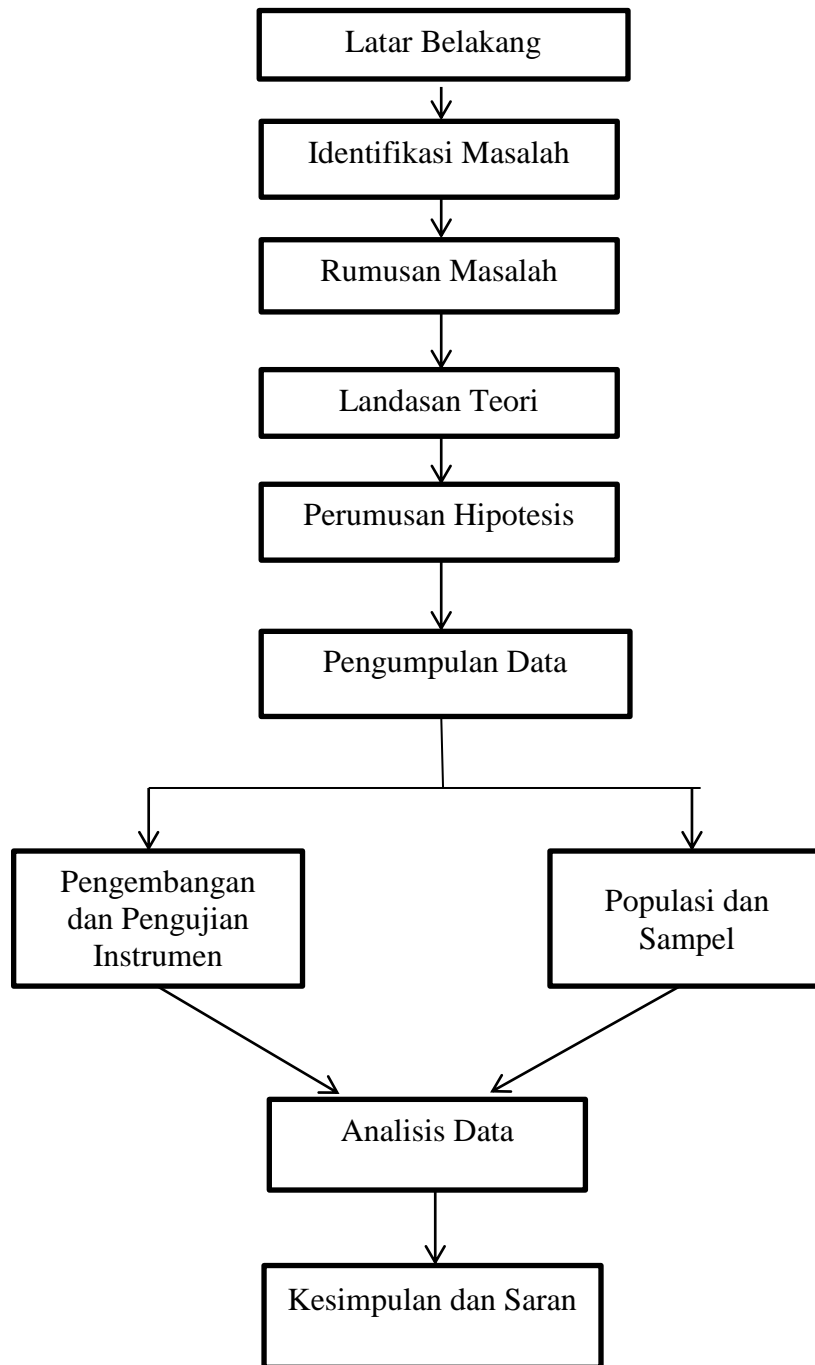 Latar Belakang
Identifikasi Masalah
Rumusan Masalah
Landasan Teori
Perumusan Hipotesis
Pengumpulan Data
Pengembangan
dan Pengujian
Instrumen
Populasi dan
Sampel
Analisis Data
Kesimpulan dan Saran